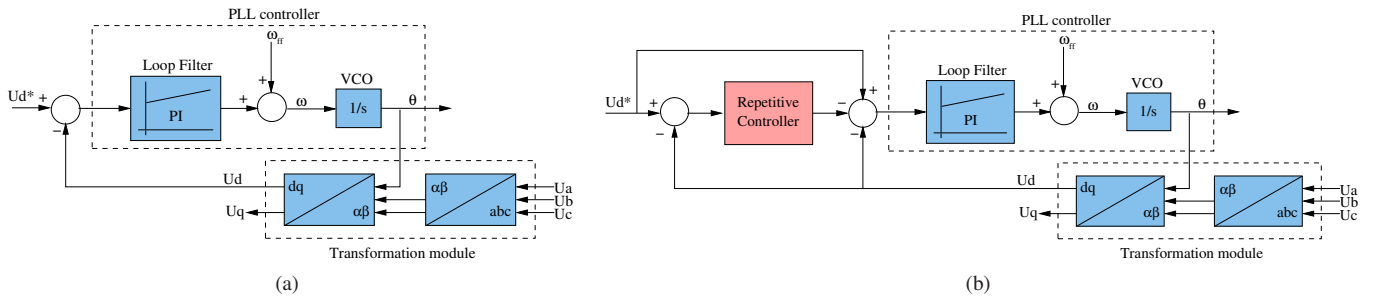 PLL controller
ωff
Loop Filter
VCO
Ud* +
+
+
ω
θ
PI
1/s
−
Ud
dq
αβ
αβ
abc
Ua
Ub
Uc
Uq
Transformation module
(a)
PLL controller
ωff
Loop Filter
VCO
Ud*
+
Repetitive
Controller
−
+
+
+
ω
θ
PI
1/s
−
−
Ud
dq
αβ
αβ
abc
Ua
Ub
Uc
Uq
Transformation module
(b)